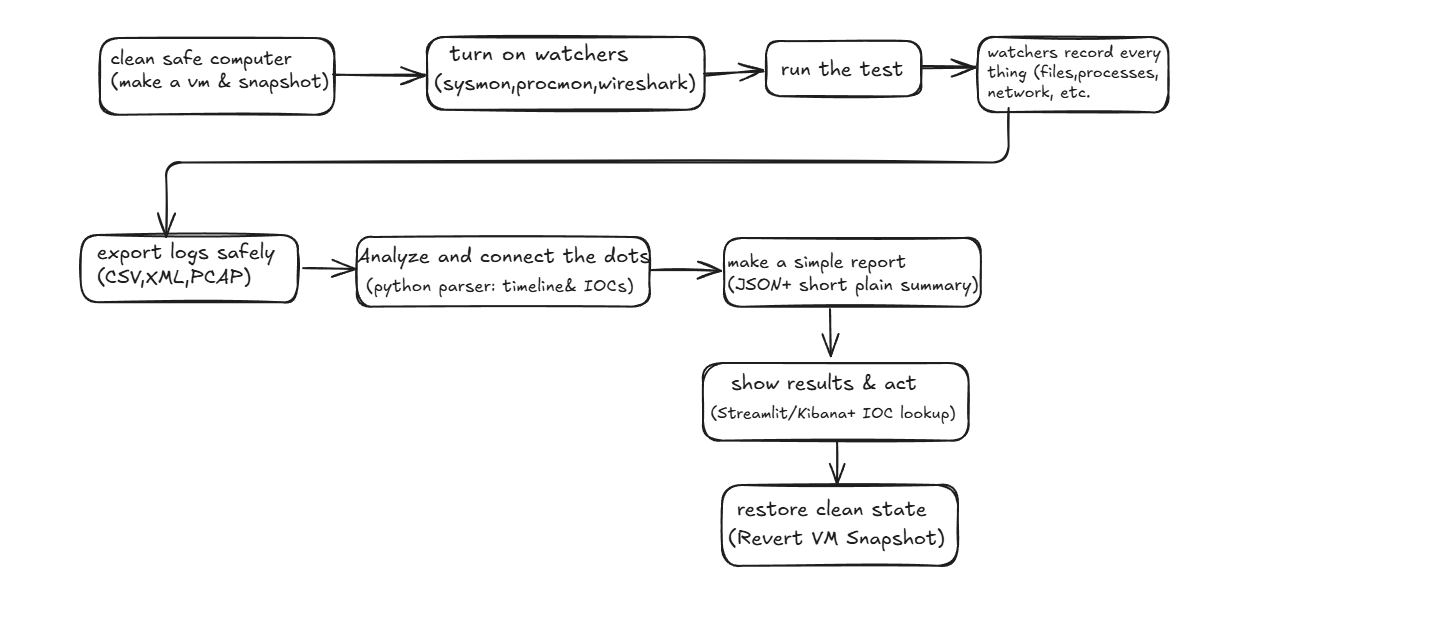 clean safe computer
(make a vm & snapshot)
turn on watchers
(sysmon,procmon,wireshark)
run the test
watchers record every
thing (files,processes,
network, etc.
export logs safely
(CSV,XML,PCAP)
Analyze and connect the dots
(python parser: timeline& IOCs)
make a simple report
(JSON+ short plain summary)
show results & act
(Streamlit/Kibana+ IOC lookup)
restore clean state
(Revert VM Snapshot)